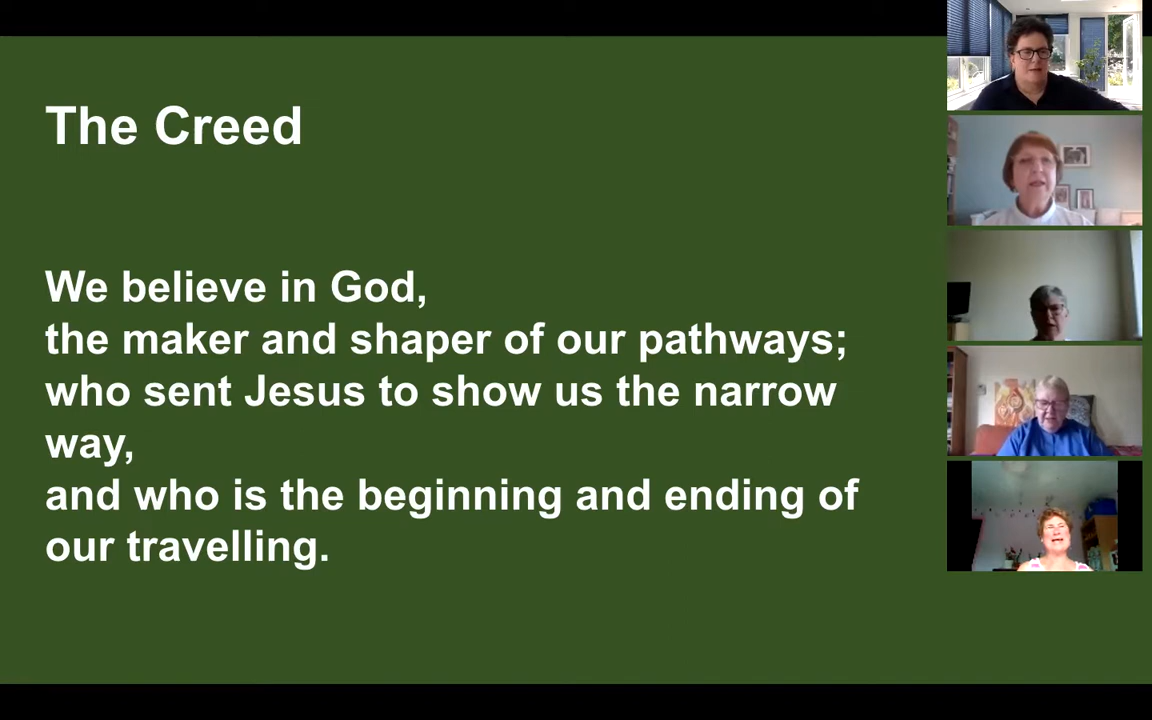 The Creed
We believe in God,
the maker and shaper of our pathways;
who sent Jesus to show us the narrow
way,
and who is the beginning and ending of
our travelling.